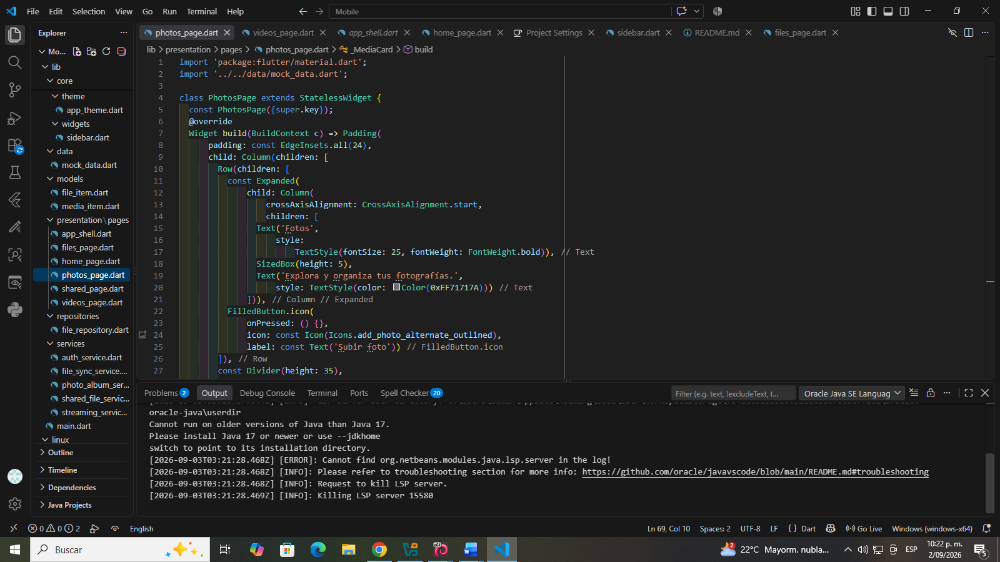 File Edit Selection View Go Run Terminal Help
Mobile
Explorer
photos_page.dart
videos_page.dart
app_shell.dart
home_page.dart
Project Settings
sidebar.dart
README.md
files_page.dart
lib > presentation > pages > photos_page.dart > _MediaCard > build
Mo...
lib
core
theme
app_theme.dart
widgets
sidebar.dart
data
mock_data.dart
models
file_item.dart
media_item.dart
presentation\pages
app_shell.dart
files_page.dart
home_page.dart
photos_page.dart
shared_page.dart
videos_page.dart
repositories
file_repository.dart
services
auth_service.dart
file_sync_service....
photo_album_ser...
shared_file_servic...
streaming_servic...
main.dart
linux
Outline
Timeline
Dependencies
Java Projects
1 import 'package:flutter/material.dart';
2 import '../../data/mock_data.dart';
3
4 class PhotosPage extends StatelessWidget {
5 const PhotosPage({super.key});
6 @override
7 Widget build(BuildContext c) => Padding(
8 padding: const EdgeInsets.all(24),
9 child: Column(children: [
10 Row(children: [
11 const Expanded(
12 child: Column(
13 crossAxisAlignment: CrossAxisAlignment.start,
14 children: [
15 Text('Fotos',
16 style:
17 TextStyle(fontSize: 25, fontWeight: FontWeight.bold)), // Text
18 SizedBox(height: 5),
19 Text('Explora y organiza tus fotografías.',
20 style: TextStyle(color: Color(0xFF71717A))) // Text
21 ])), // Column // Expanded
22 FilledButton.icon(
23 onPressed: () {},
24 icon: const Icon(Icons.add_photo_alternate_outlined),
25 label: const Text('Subir foto')) // FilledButton.icon
26 ]), // Row
27 const Divider(height: 35),
Problems 2 Output Debug Console Terminal Ports Spell Checker 20
Filter (e.g. text, !excludeText, t...
Oracle Java SE Languag
oracle-java\userdir
Cannot run on older versions of Java than Java 17.
Please install Java 17 or newer or use --jdkhome
switch to point to its installation directory.
[2026-09-03T03:21:28.468Z] [ERROR]: Cannot find org.netbeans.modules.java.lsp.server in the log!
[2026-09-03T03:21:28.468Z] [INFO]: Please refer to troubleshooting section for more info: https://github.com/oracle/javavscode/blob/main/README.md#troubleshooting
[2026-09-03T03:21:28.468Z] [INFO]: Request to kill LSP server.
[2026-09-03T03:21:28.469Z] [INFO]: Killing LSP server 15580
0 0 2 English
Ln 69, Col 10 Spaces: 2 UTF-8 LF { } Dart Go Live Windows (windows-x64)
Buscar
2 22°C Mayorm. nubla...
ESP
10:22 p. m.
2/09/2026
5